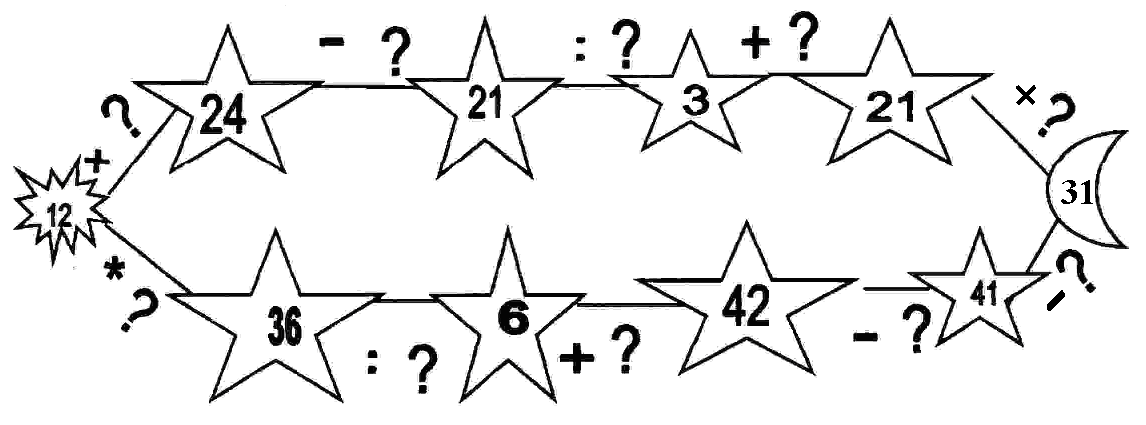 - ? : ? + ?
24 21 3 21
+ ? × ?
12 31
* ? - ?
36 6 42 41
: ? + ? - ?